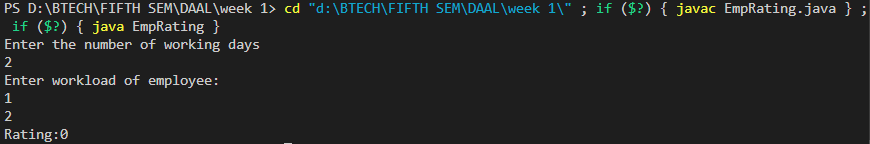 PS D:\BTECH\FIFTH SEM\DAAL\week 1> cd "d:\BTECH\FIFTH SEM\DAAL\week 1\" ; if ($?) { javac EmpRating.java } ;
if ($?) { java EmpRating }
Enter the number of working days
2
Enter workload of employee:
1
2
Rating:0